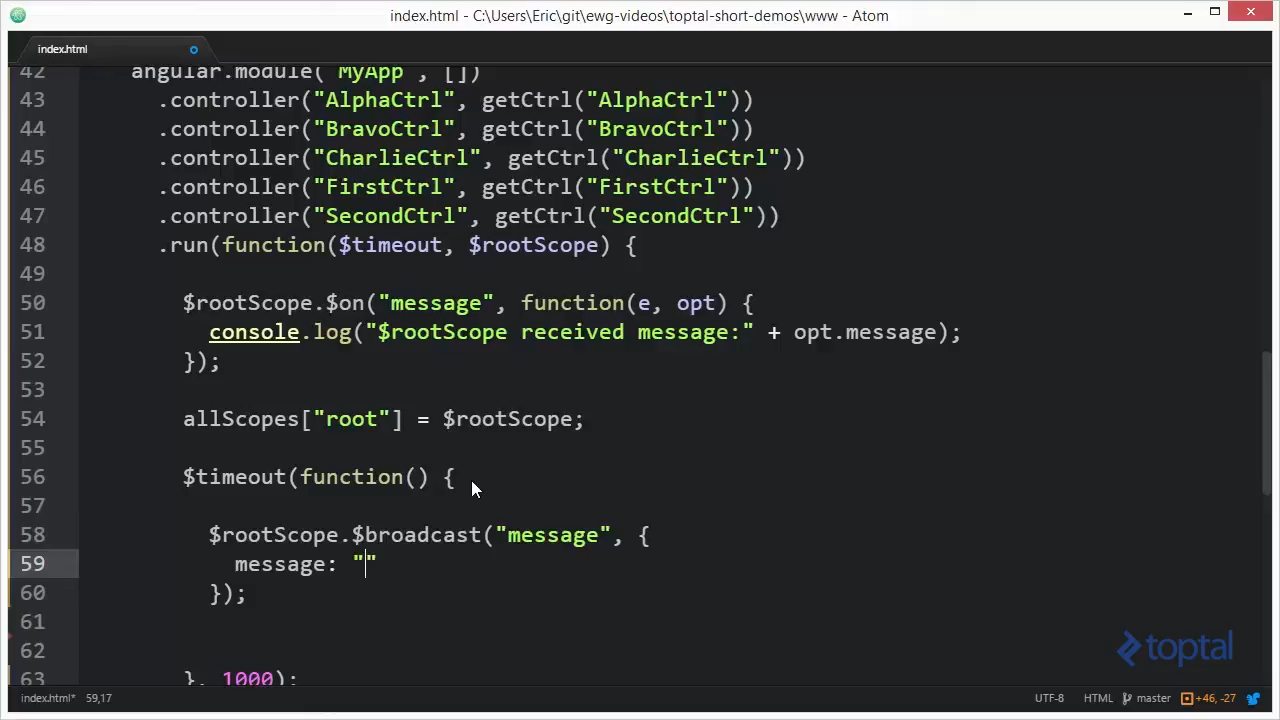 index.html - C:\Users\Eric\git\ewg-videos\toptal-short-demos\www - Atom
index.html
42 angular.module("MyApp", [])
43 .controller("AlphaCtrl", getCtrl("AlphaCtrl"))
44 .controller("BravoCtrl", getCtrl("BravoCtrl"))
45 .controller("CharlieCtrl", getCtrl("CharlieCtrl"))
46 .controller("FirstCtrl", getCtrl("FirstCtrl"))
47 .controller("SecondCtrl", getCtrl("SecondCtrl"))
48 .run(function($timeout, $rootScope) {
49
50 $rootScope.$on("message", function(e, opt) {
51 console.log("$rootScope received message:" + opt.message);
52 });
53
54 allScopes["root"] = $rootScope;
55
56 $timeout(function() {
57
58 $rootScope.$broadcast("message", {
59 message: ""
60 });
61
62
63 }, 1000);
toptal
index.html* 59,17 UTF-8 HTML master +46, -27